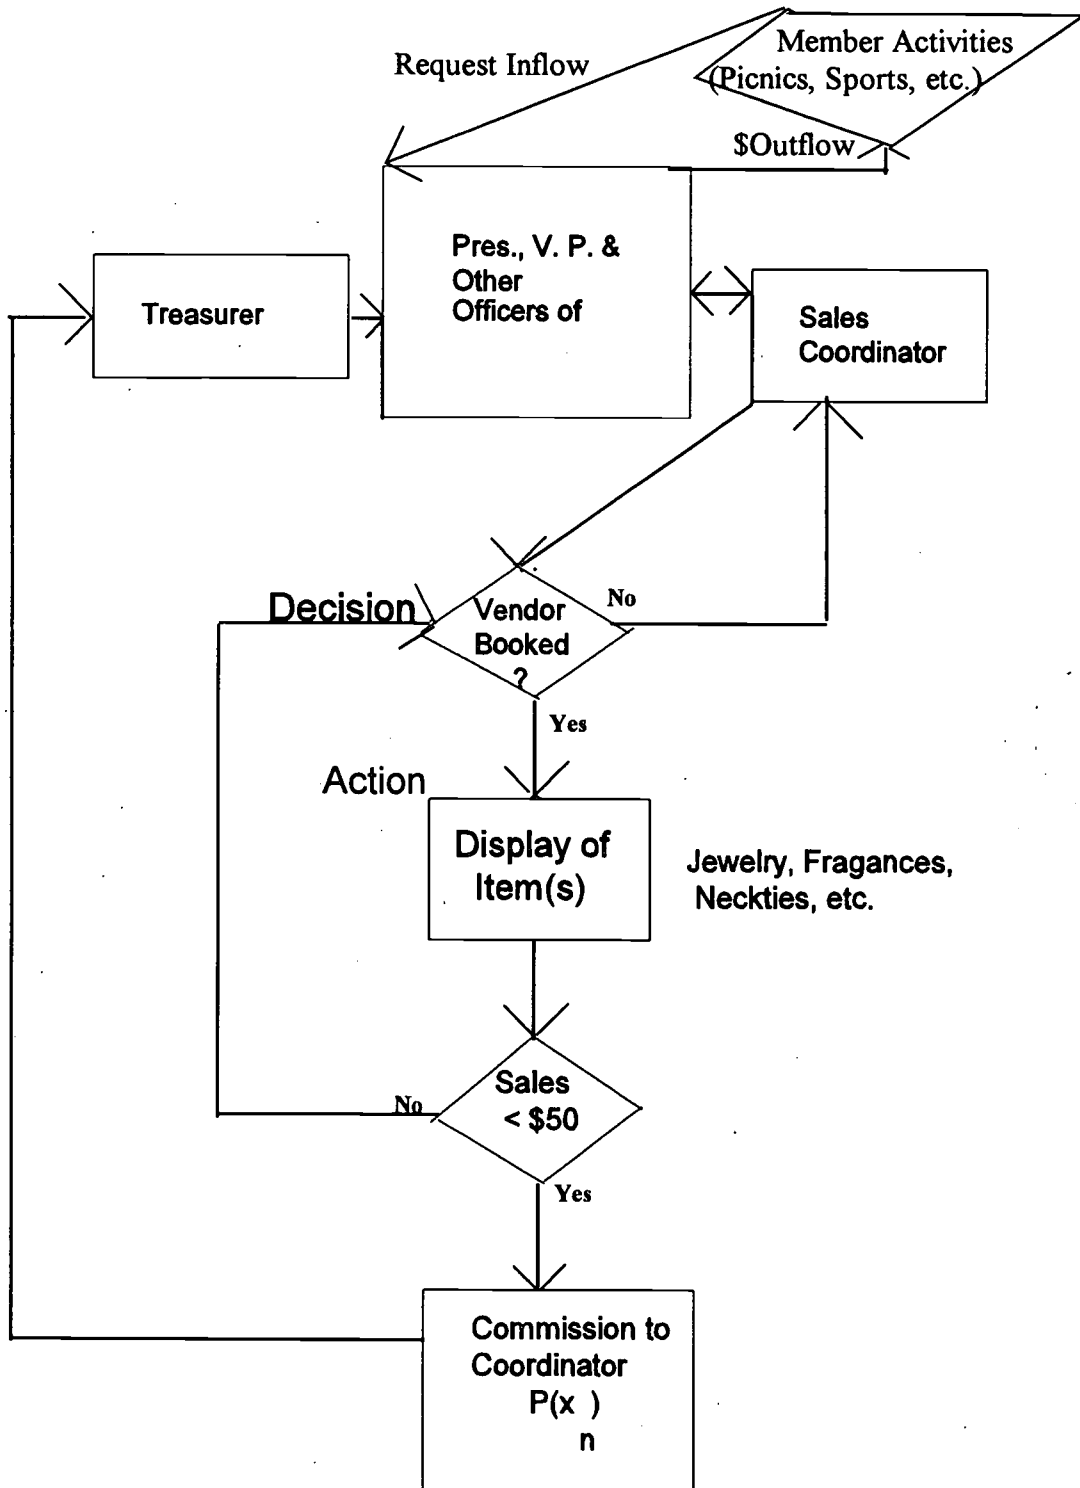 Request Inflow
Member Activities
(Picnics, Sports, etc.)
$Outflow
Treasurer
Pres., V. P. &
Other
Officers of
Sales
Coordinator
Decision
Vendor
Booked
?
No
Yes
Action
Display of
Item(s)
Jewelry, Fragances,
Neckties, etc.
Sales
< $50
No
Yes
Commission to
Coordinator
P(x )
n